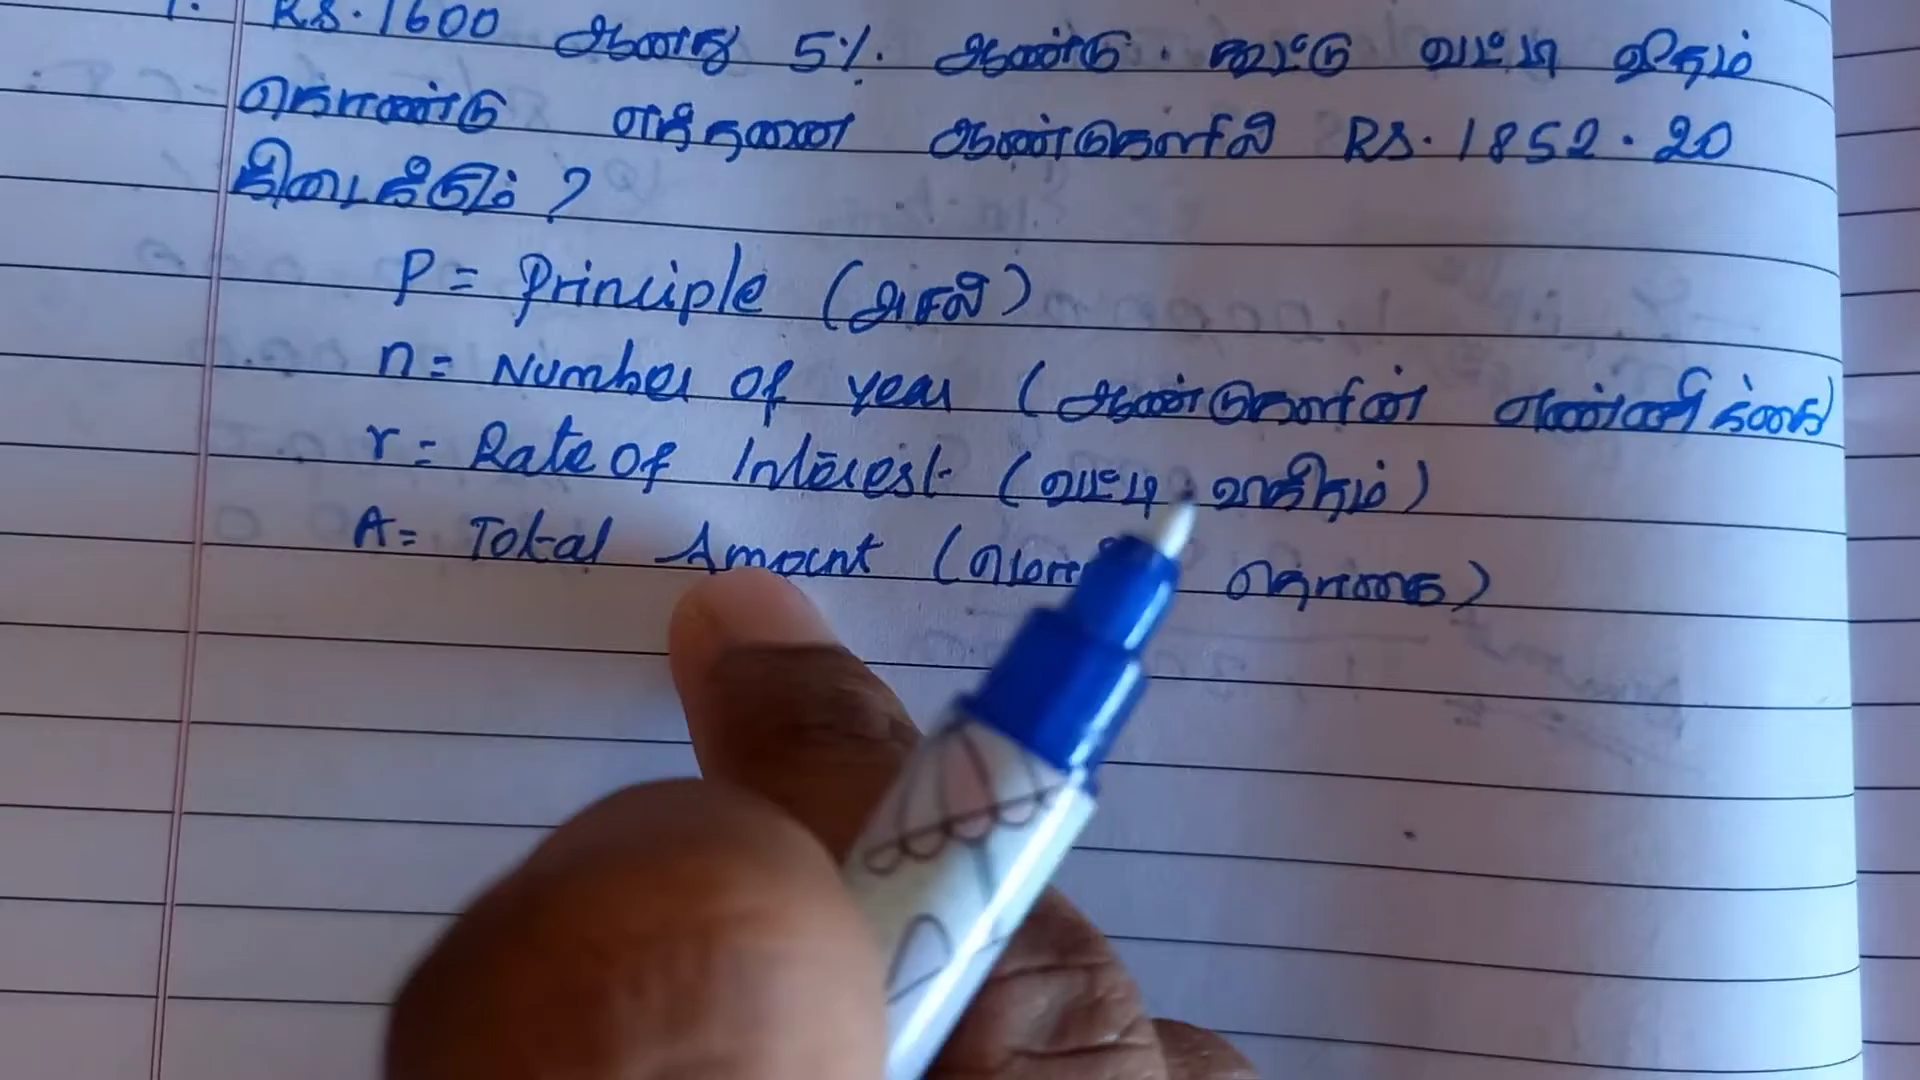 1. Rs. 1600 ஆனது 5% ஆண்டு கூட்டு வட்டி வீதம்
கொண்டு எத்தனை ஆண்டுகளில் Rs. 1852.20
கிடைக்கும் ?
P = Principle (அசல்)
n = Number of year (ஆண்டுகளின் எண்ணிக்கை)
r = Rate of Interest (வட்டி வாகிதம்)
A = Total Amount ( தொகை)